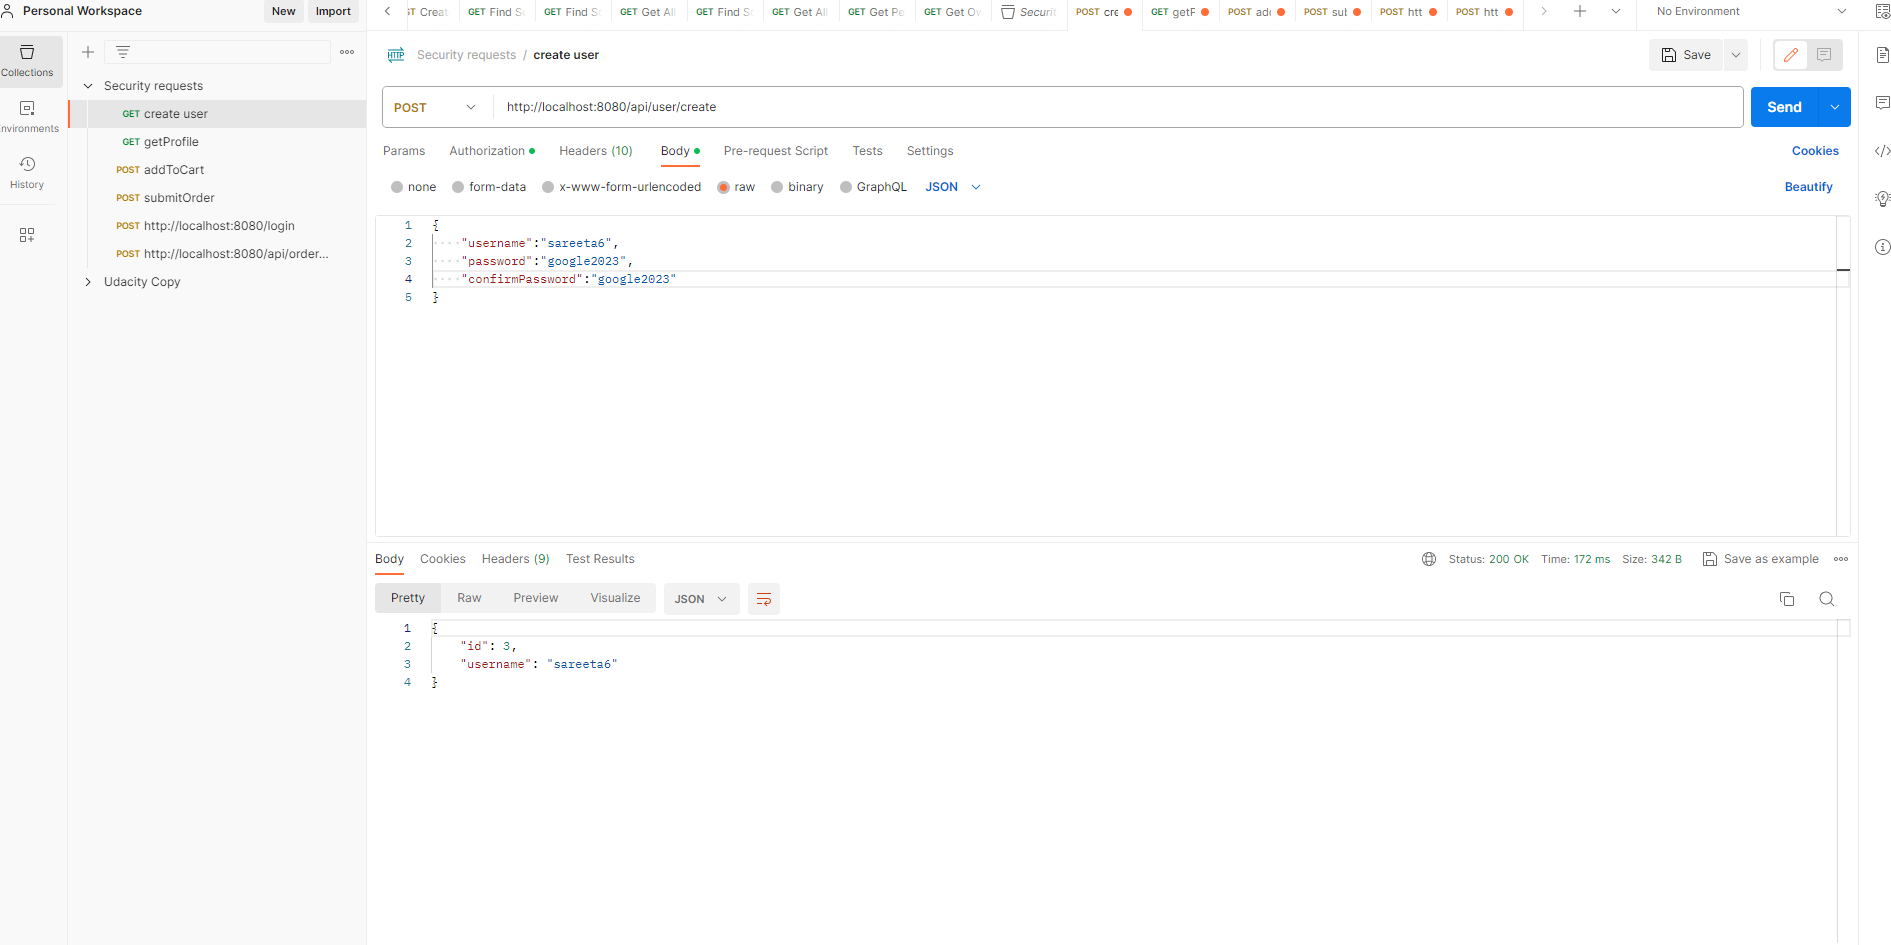 Personal Workspace
New
Import
Collections
Environments
History
Security requests
GET create user
GET getProfile
POST addToCart
POST submitOrder
POST http://localhost:8080/login
POST http://localhost:8080/api/order...
Udacity Copy
ST Creat
GET Find S
GET Find S
GET Get All
GET Find S
GET Get All
GET Get Pe
GET Get Ow
Securit
POST cre
GET getP
POST add
POST sub
POST htt
POST htt
No Environment
HTTP Security requests / create user
Save
POST
http://localhost:8080/api/user/create
Send
Params
Authorization
Headers (10)
Body
Pre-request Script
Tests
Settings
Cookies
none
form-data
x-www-form-urlencoded
raw
binary
GraphQL
JSON
Beautify
1 {
2 "username":"sareeta6",
3 "password":"google2023",
4 "confirmPassword":"google2023"
5 }
Body
Cookies
Headers (9)
Test Results
Status: 200 OK
Time: 172 ms
Size: 342 B
Save as example
Pretty
Raw
Preview
Visualize
JSON
1 {
2 "id": 3,
3 "username": "sareeta6"
4 }